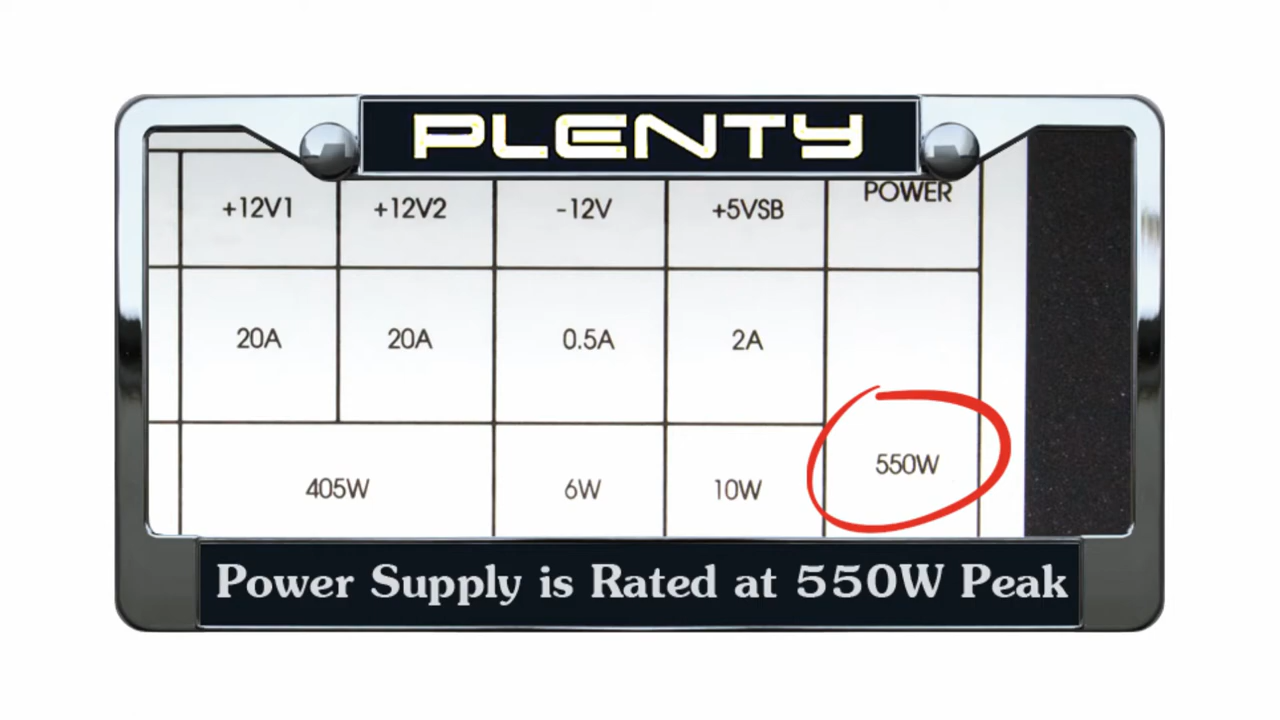 PLENTY
+12V1 +12V2 -12V +5VSB POWER
20A 20A 0.5A 2A
405W 6W 10W 550W
Power Supply is Rated at 550W Peak